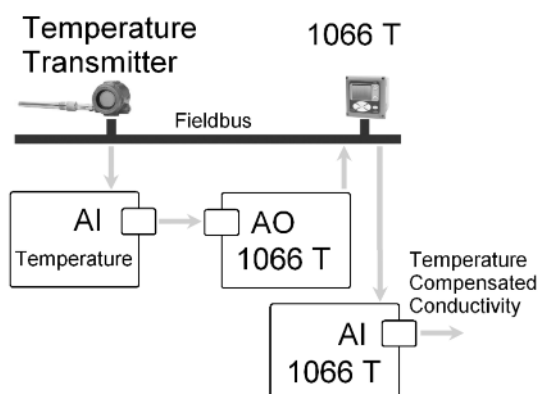 Temperature
Transmitter
1066 T
Fieldbus
AI
Temperature
AO
1066 T
Temperature
Compensated
Conductivity
AI
1066 T